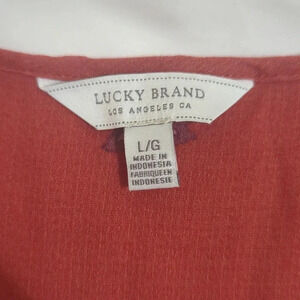 LUCKY BRAND
LOS ANGELES CA
L/G
MADE IN
INDONESIA
FABRIQUE EN
INDONESIE